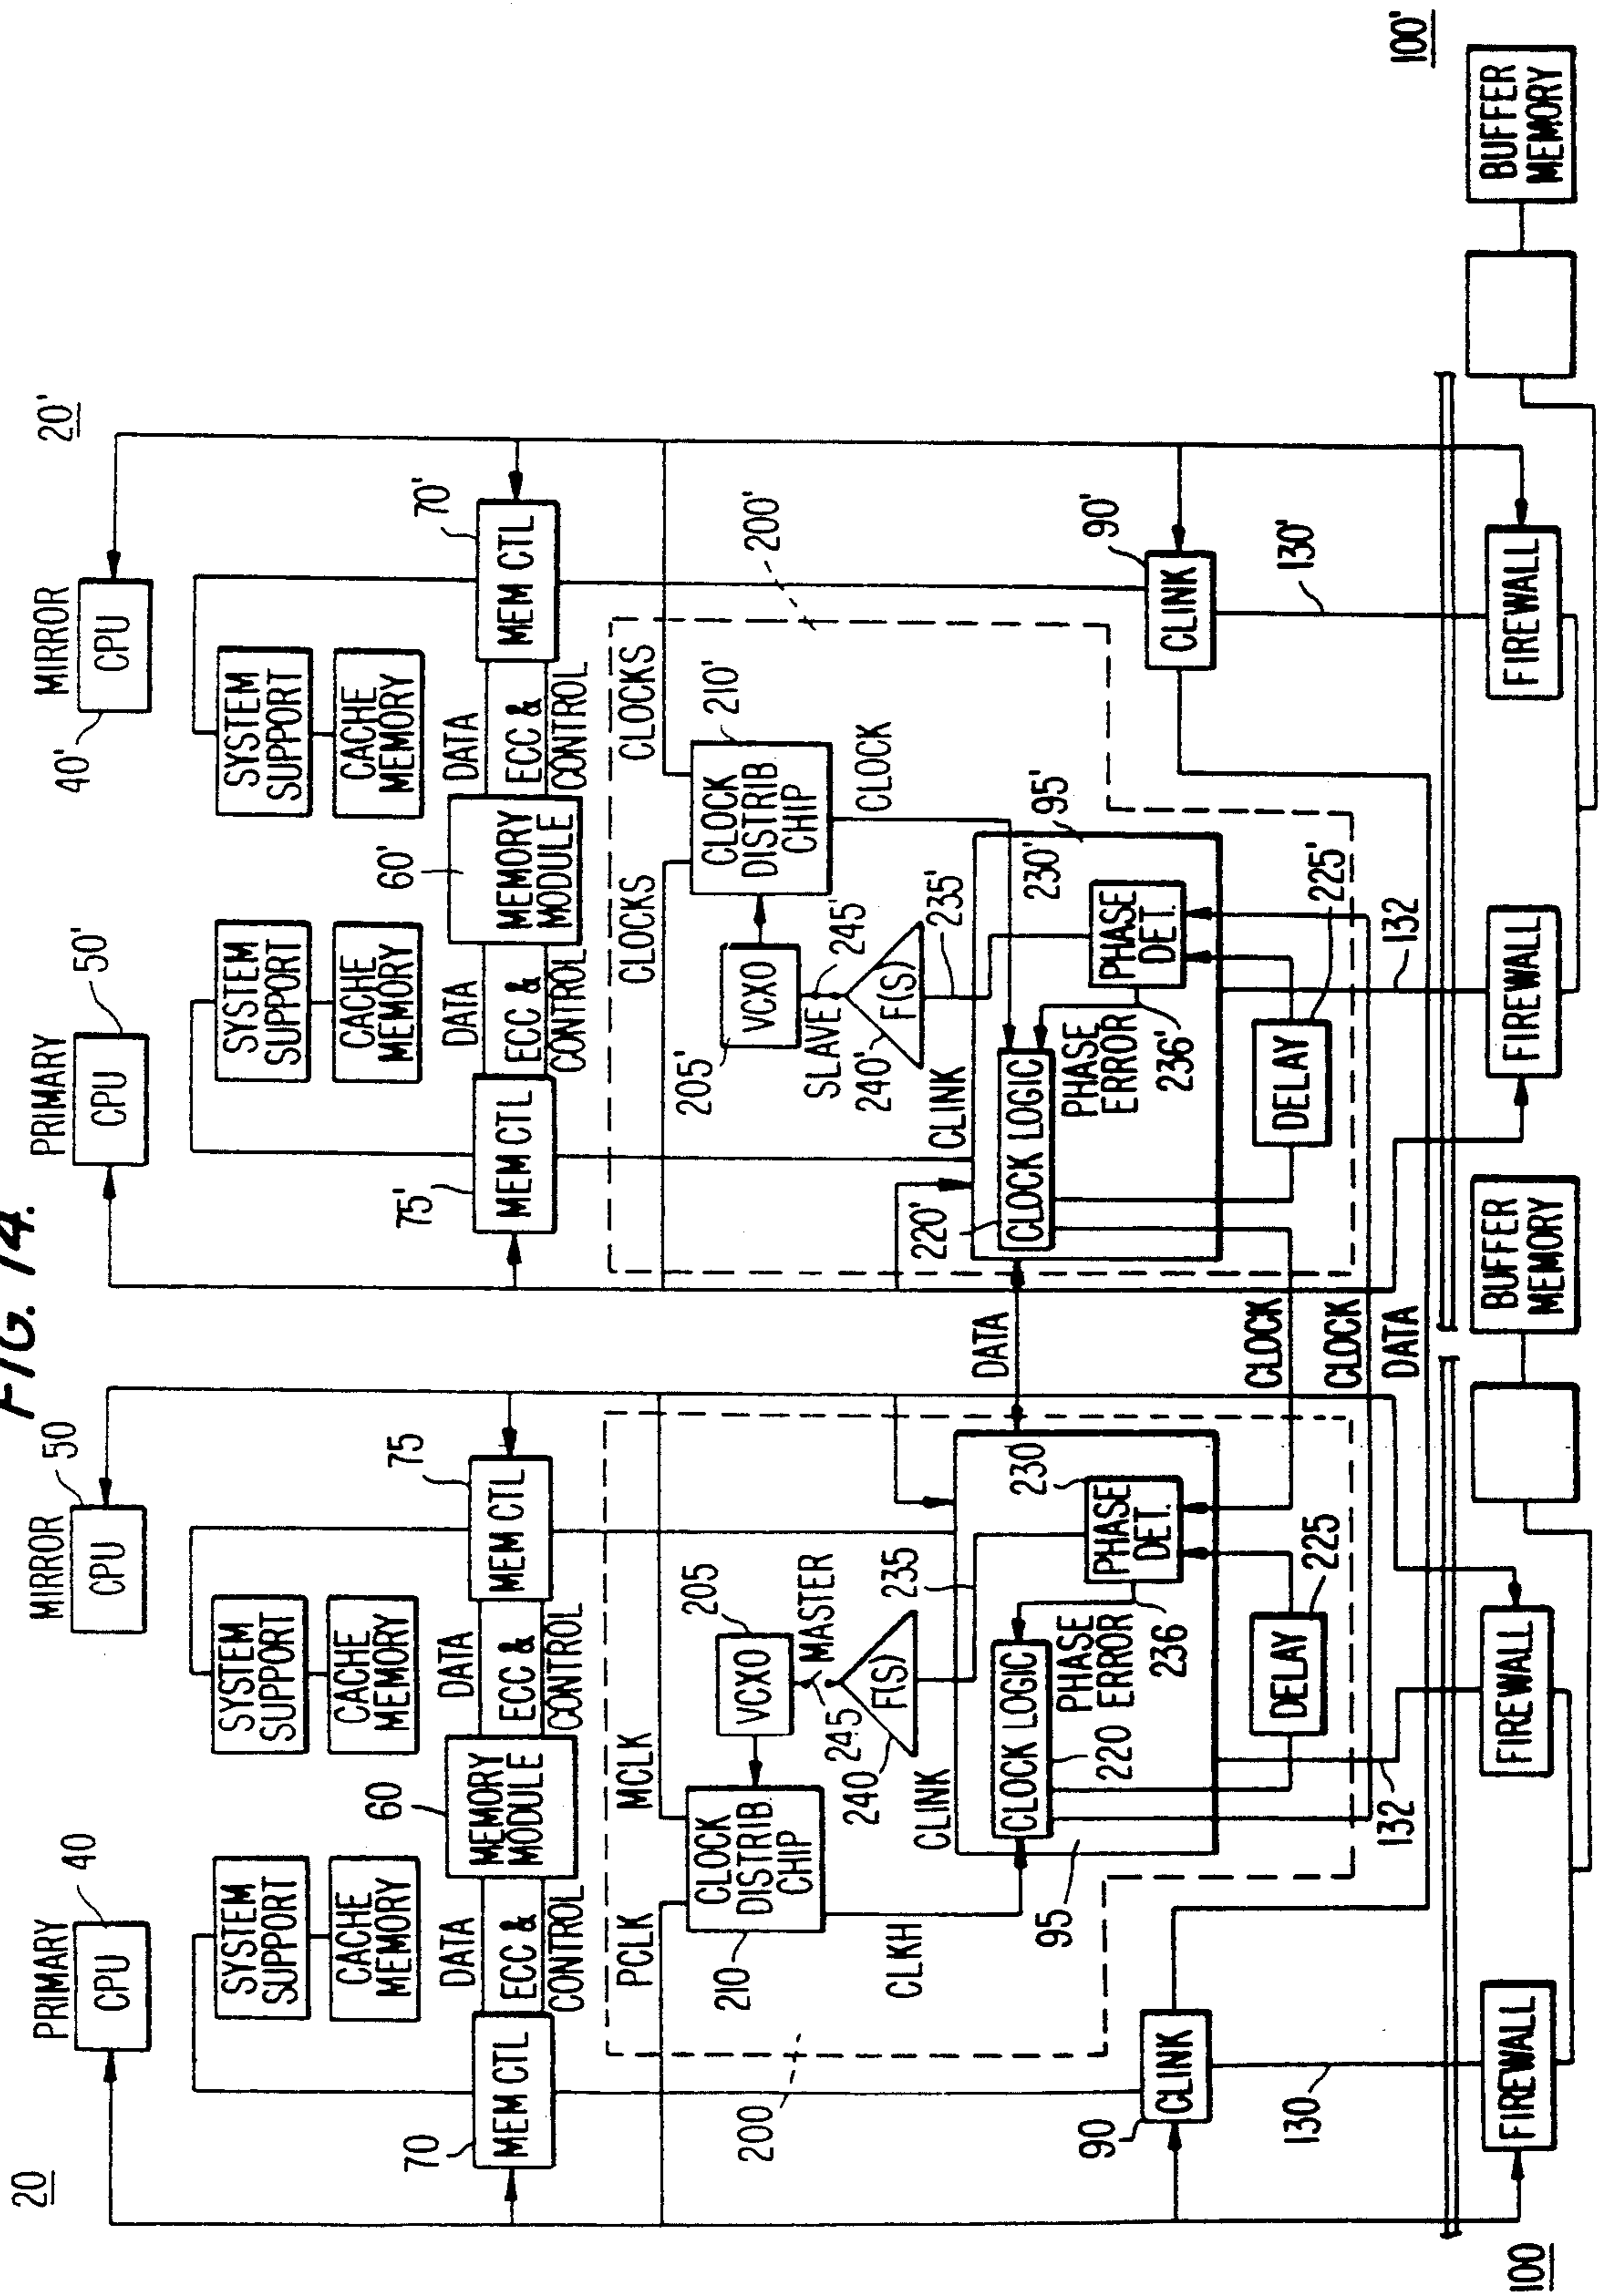 FIG. 14.
20
PRIMARY
CPU
40
MIRROR
CPU
50
SYSTEM
SUPPORT
CACHE
MEMORY
SYSTEM
SUPPORT
CACHE
MEMORY
70
MEM CTL
DATA
ECC &
CONTROL
60
MEMORY
MODULE
DATA
ECC &
CONTROL
75
MEM CTL
PCLK
MCLK
200
210
CLOCK
DISTRIB
CHIP
205
VCXO
245
MASTER
240
F(S)
235
CLKH
CLINK
95
CLOCK LOGIC
220
PHASE
ERROR
236
PHASE
DET.
230
DELAY
225
90
CLINK
130
132
FIREWALL
FIREWALL
BUFFER
MEMORY
100
DATA
CLOCK
CLOCK
DATA
20'
PRIMARY
CPU
50'
MIRROR
CPU
40'
SYSTEM
SUPPORT
CACHE
MEMORY
SYSTEM
SUPPORT
CACHE
MEMORY
75'
MEM CTL
DATA
ECC &
CONTROL
60'
MEMORY
MODULE
DATA
ECC &
CONTROL
70'
MEM CTL
CLOCKS
CLOCKS
200'
205'
VCXO
210'
CLOCK
DISTRIB
CHIP
CLOCK
SLAVE
245'
240'
F(S)
235'
CLINK
95'
220'
CLOCK LOGIC
PHASE
ERROR
236'
PHASE
DET.
230'
DELAY
225'
90'
CLINK
130'
132
FIREWALL
FIREWALL
BUFFER
MEMORY
100'